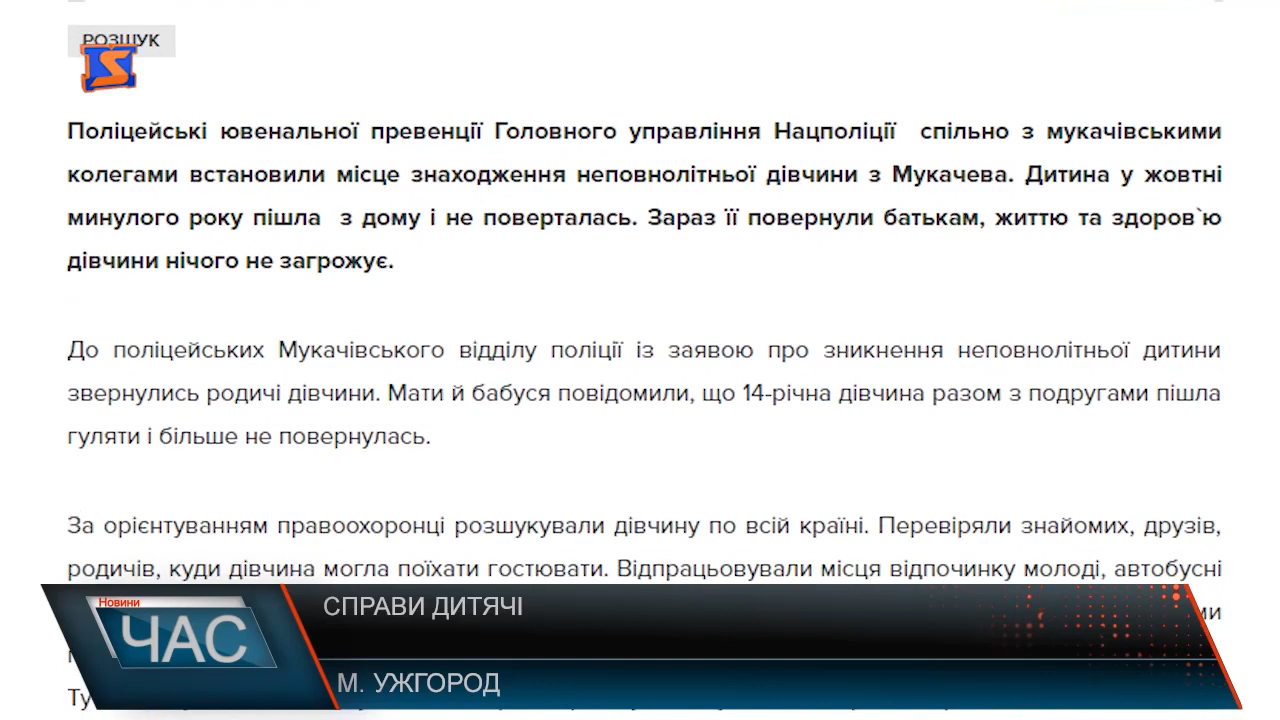 РОЗШУК
Поліцейські ювенальної превенції Головного управління Нацполіції спільно з мукачівськими
колегами встановили місце знаходження неповнолітньої дівчини з Мукачева. Дитина у жовтні
минулого року пішла з дому і не поверталась. Зараз її повернули батькам, життю та здоров`ю
дівчини нічого не загрожує.
До поліцейських Мукачівського відділу поліції із заявою про зникнення неповнолітньої дитини
звернулись родичі дівчини. Мати й бабуся повідомили, що 14-річна дівчина разом з подругами пішла
гуляти і більше не повернулась.
За орієнтуванням правоохоронці розшукували дівчину по всій країні. Перевіряли знайомих, друзів,
родичів, куди дівчина могла поїхати гостювати. Відпрацьовували місця відпочинку молоді, автобусні
Новини
ЧАС
СПРАВИ ДИТЯЧІ
М. УЖГОРОД